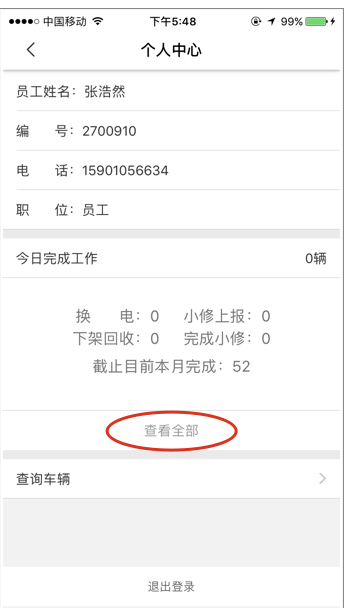 中国移动 下午5:48 99%
个人中心
员工姓名：张浩然
编 号：2700910
电 话：15901056634
职 位：员工
今日完成工作 0辆
换 电：0 小修上报：0
下架回收：0 完成小修：0
截止目前本月完成：52
查看全部
查询车辆
退出登录